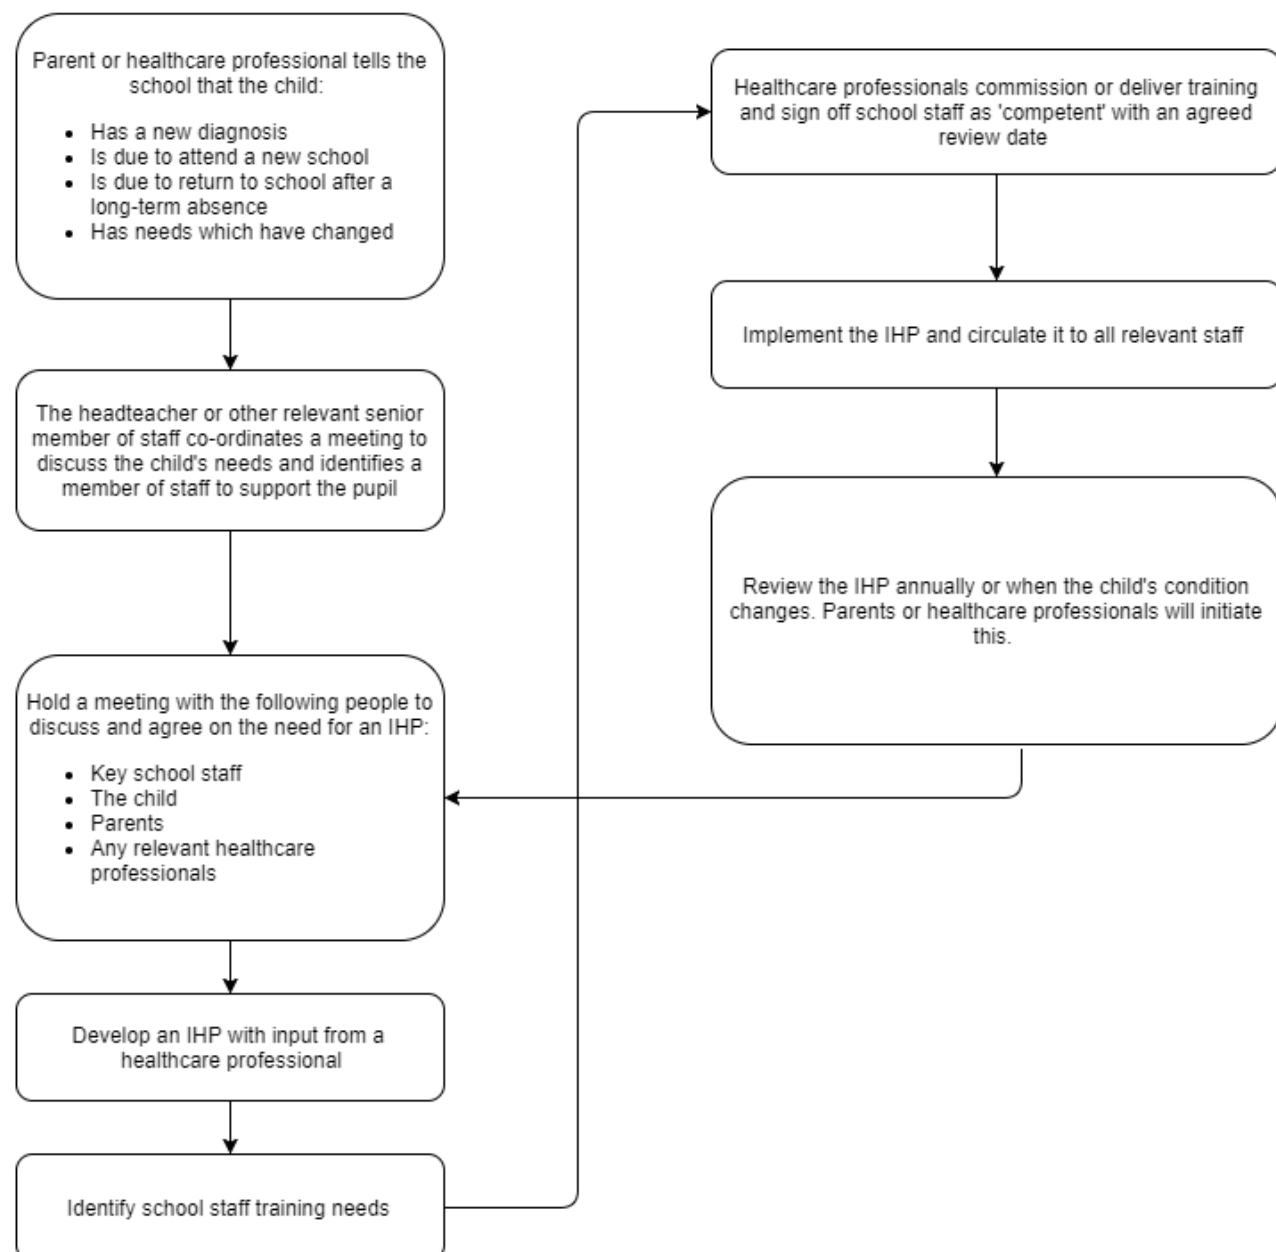 Parent or healthcare professional tells the
school that the child:
• Has a new diagnosis
• Is due to attend a new school
• Is due to return to school after a
long-term absence
• Has needs which have changed
The headteacher or other relevant senior
member of staff co-ordinates a meeting to
discuss the child's needs and identifies a
member of staff to support the pupil
Hold a meeting with the following people to
discuss and agree on the need for an IHP:
• Key school staff
• The child
• Parents
• Any relevant healthcare
professionals
Develop an IHP with input from a
healthcare professional
Identify school staff training needs
Healthcare professionals commission or deliver training
and sign off school staff as 'competent' with an agreed
review date
Implement the IHP and circulate it to all relevant staff
Review the IHP annually or when the child's condition
changes. Parents or healthcare professionals will initiate
this.